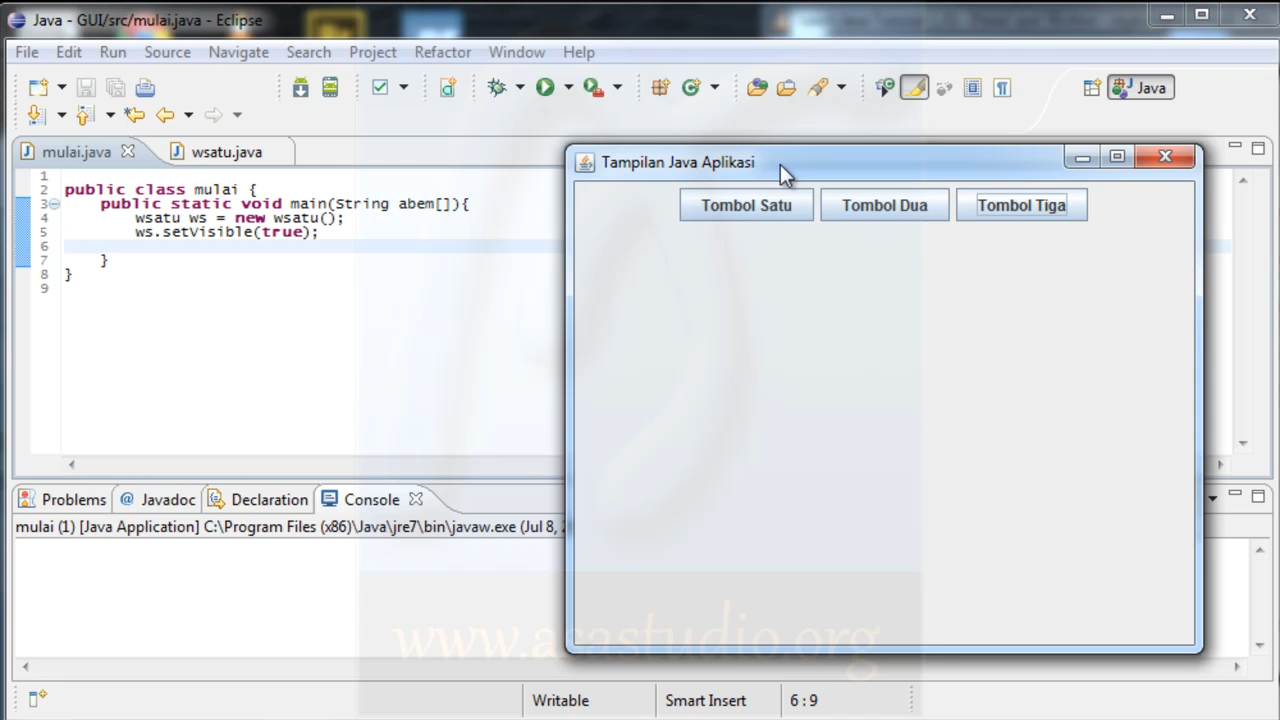 Java - GUI/src/mulai.java - Eclipse
File Edit Run Source Navigate Search Project Refactor Window Help
Java
mulai.java
wsatu.java
1
2 public class mulai {
3 public static void main(String abem[]){
4 wsatu ws = new wsatu();
5 ws.setVisible(true);
6
7 }
8 }
9
Tampilan Java Aplikasi
Tombol Satu
Tombol Dua
Tombol Tiga
Problems @ Javadoc Declaration Console
mulai (1) [Java Application] C:\Program Files (x86)\Java\jre7\bin\javaw.exe (Jul 8, 2
www.asastudio.org
Writable
Smart Insert
6 : 9